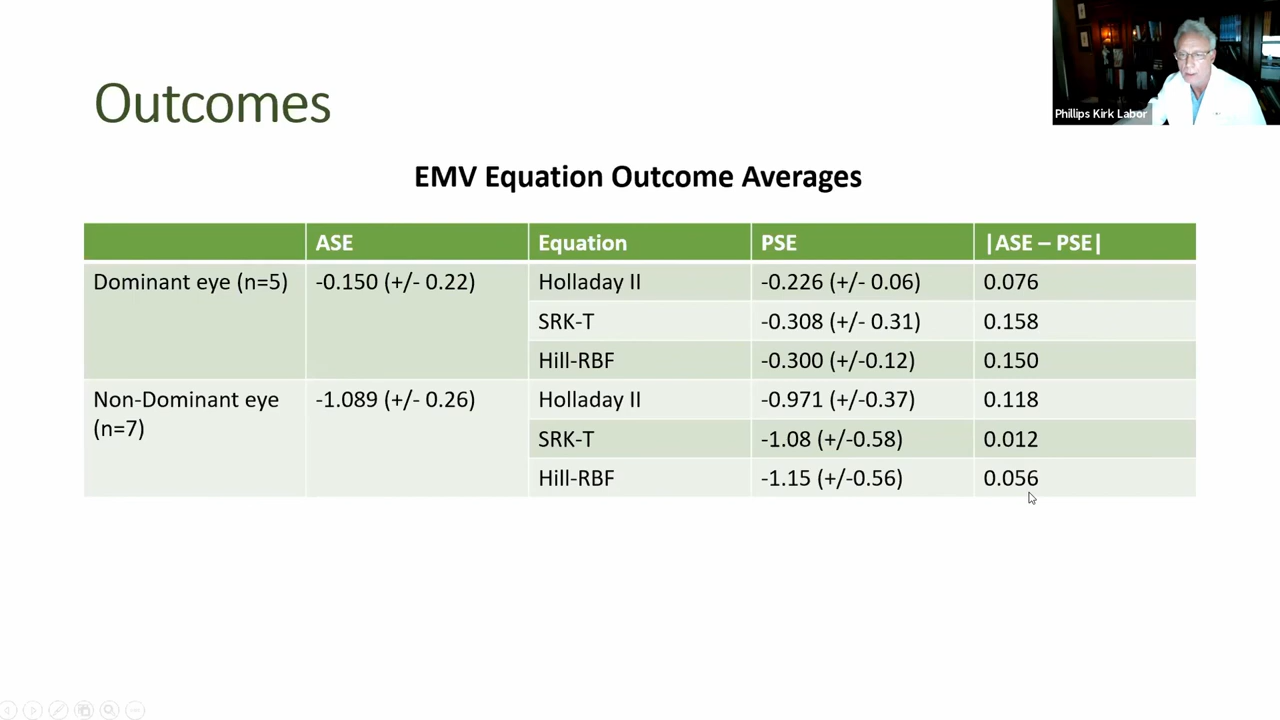 Phillips Kirk Labor
Outcomes
EMV Equation Outcome Averages
ASE Equation PSE |ASE – PSE|
Dominant eye (n=5) -0.150 (+/- 0.22) Holladay II -0.226 (+/- 0.06) 0.076
SRK-T -0.308 (+/- 0.31) 0.158
Hill-RBF -0.300 (+/-0.12) 0.150
Non-Dominant eye -1.089 (+/- 0.26) Holladay II -0.971 (+/-0.37) 0.118
(n=7)
SRK-T -1.08 (+/-0.58) 0.012
Hill-RBF -1.15 (+/-0.56) 0.056